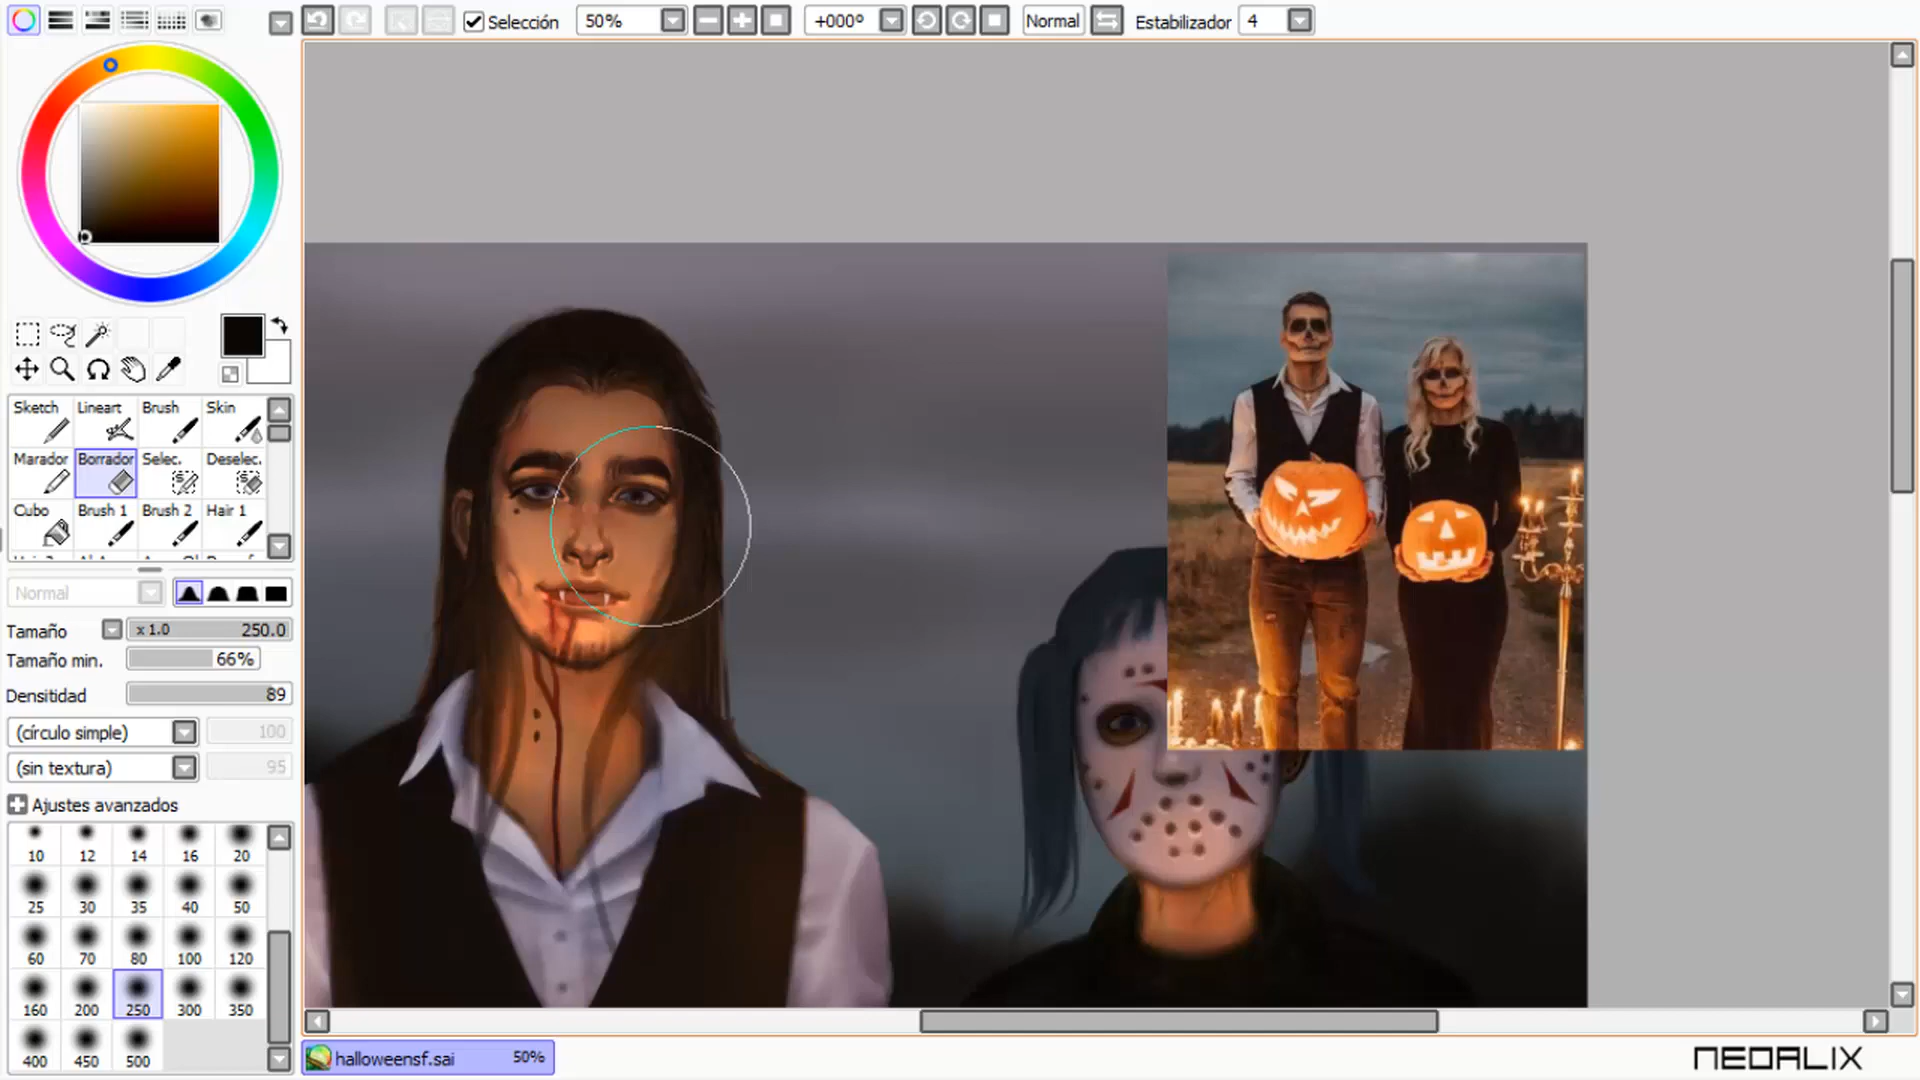 Selección
50%
+000º
Normal
Estabilizador
4
Sketch
Lineart
Brush
Skin
Marador
Borrador
Selec.
Deselec.
Cubo
Brush 1
Brush 2
Hair 1
Normal
Tamaño
x 1.0
250.0
Tamaño min.
66%
Densitidad
89
(círculo simple)
100
(sin textura)
95
Ajustes avanzados
10 12 14 16 20
25 30 35 40 50
60 70 80 100 120
160 200 250 300 350
400 450 500
halloweensf.sai
50%
NEOALIX